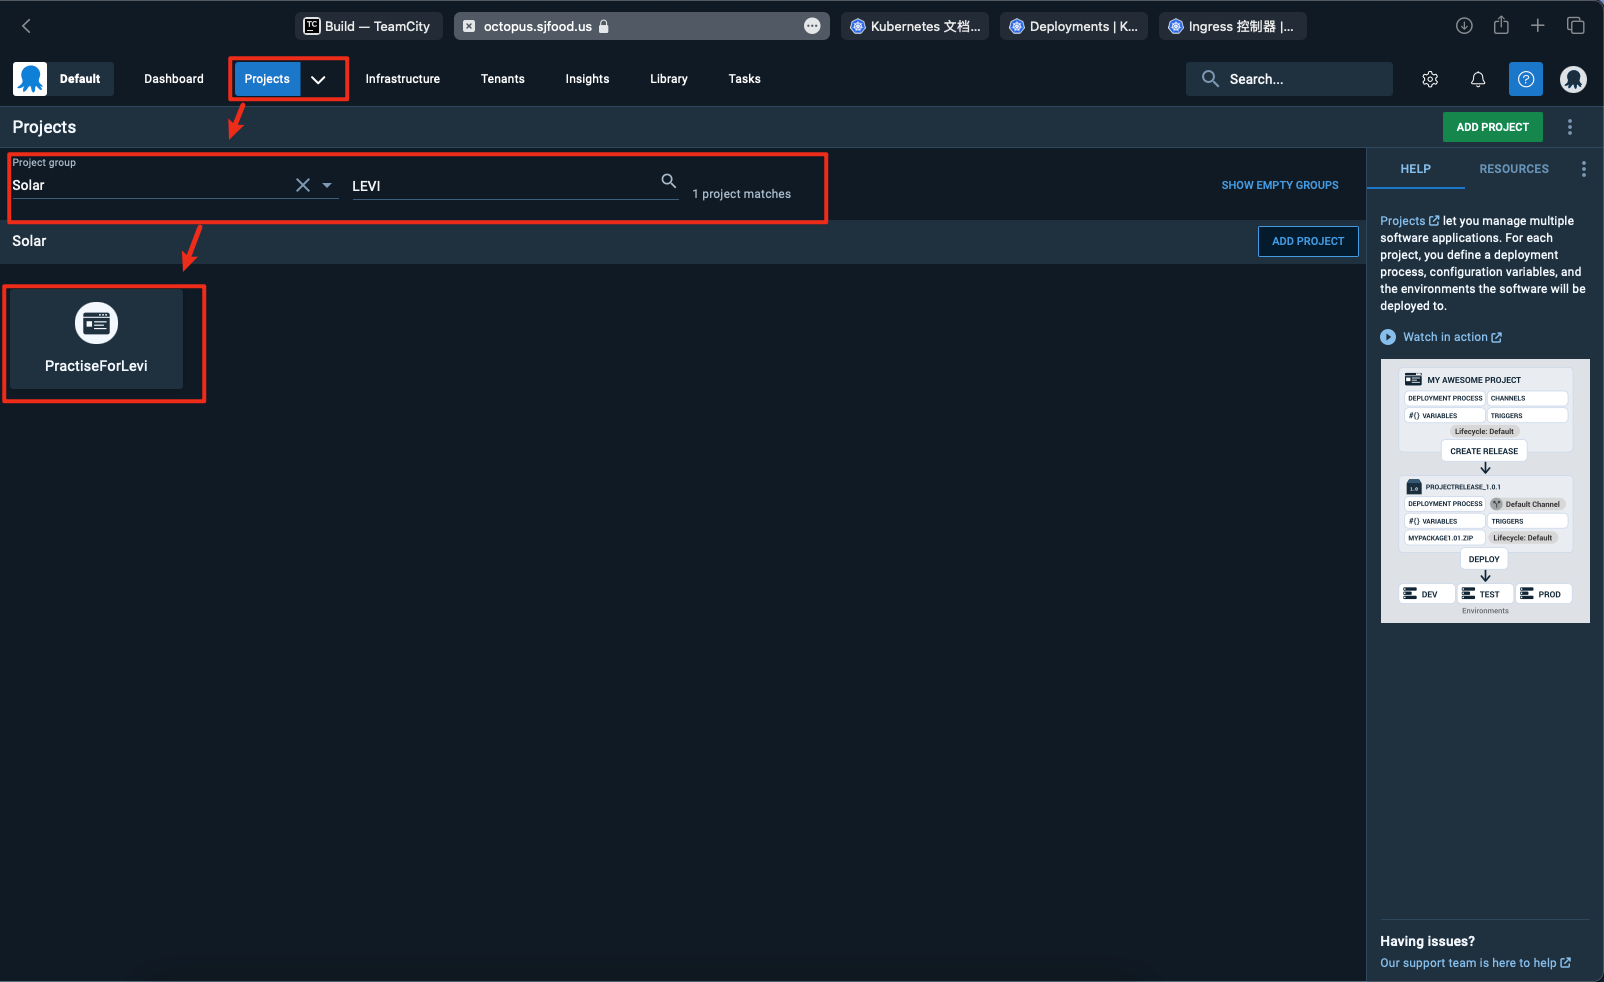 TC Build — TeamCity
octopus.sjfood.us
Kubernetes 文档...
Deployments | K...
Ingress 控制器 |...
Default
Dashboard
Projects
Infrastructure
Tenants
Insights
Library
Tasks
Search...
Projects
ADD PROJECT
Project group
Solar
LEVI
1 project matches
SHOW EMPTY GROUPS
Solar
ADD PROJECT
PractiseForLevi
HELP
RESOURCES
Projects let you manage multiple
software applications. For each
project, you define a deployment
process, configuration variables, and
the environments the software will be
deployed to.
Watch in action
MY AWESOME PROJECT
DEPLOYMENT PROCESS
CHANNELS
#{} VARIABLES
TRIGGERS
Lifecycle: Default
CREATE RELEASE
1.0
PROJECTRELEASE_1.0.1
DEPLOYMENT PROCESS
Default Channel
#{} VARIABLES
TRIGGERS
MYPACKAGE1.01.ZIP
Lifecycle: Default
DEPLOY
DEV
TEST
PROD
Environments
Having issues?
Our support team is here to help